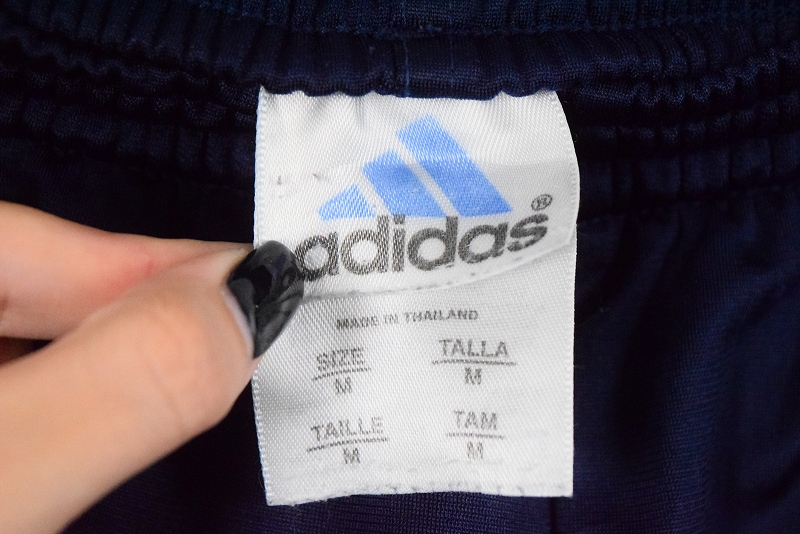 adidas®
MADE IN THAILAND
SIZE TALLA
M M
TAILLE TAM
M M